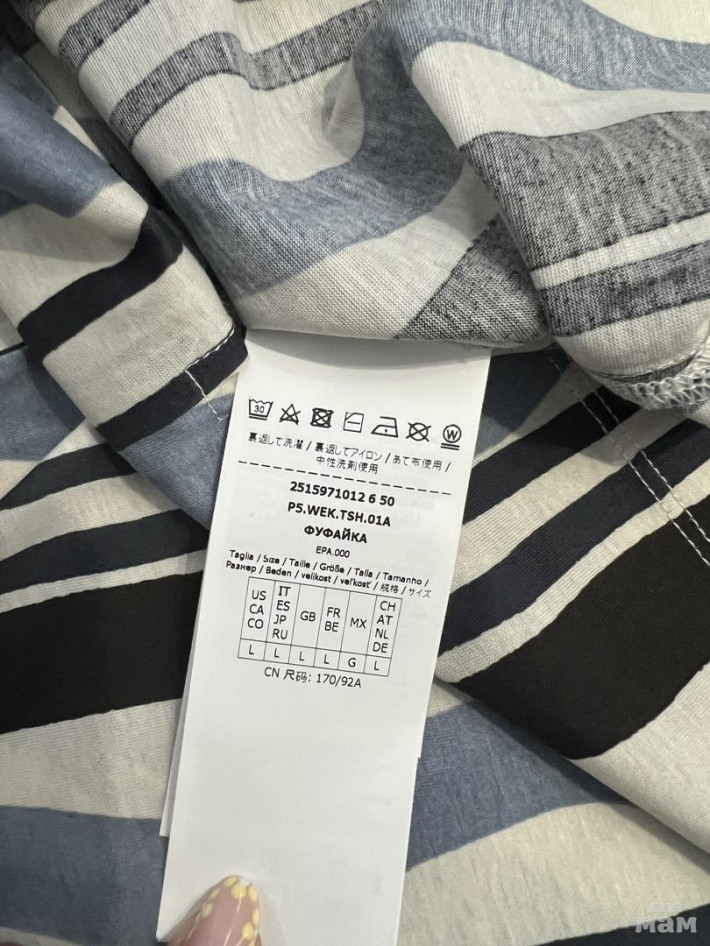 30
W
裏返して洗濯 / 裏返してアイロン / あて布使用 /
中性洗剤使用
2515971012 6 50
P5.WEK.TSH.01A
ФУФАЙКА
EPA.000
Taglia / Size / Taille / Größe / Talla / Tamanho /
Размер / Beden / velikost / veľkosť / 規格 / サイズ
US CA CO IT ES JP RU GB FR BE MX CH AT NL DE
L L L L G L
CN 尺码: 170/92A
мам